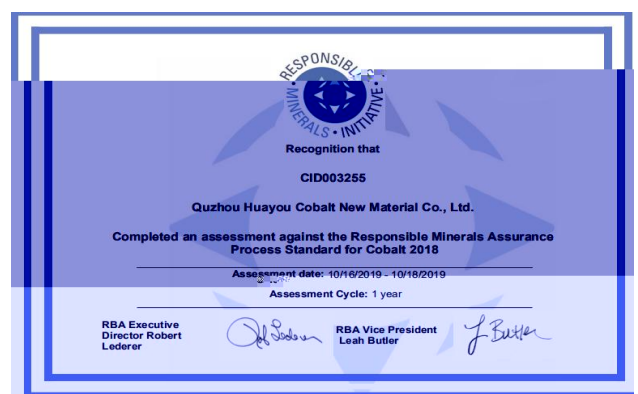 RESPONSIBLE
MINERALS • INITIATIVE •
Recognition that
CID003255
Quzhou Huayou Cobalt New Material Co., Ltd.
Completed an assessment against the Responsible Minerals Assurance
Process Standard for Cobalt 2018
Assessment date: 10/16/2019 - 10/18/2019
Assessment Cycle: 1 year
RBA Executive
Director Robert
Lederer
RBA Vice President
Leah Butler